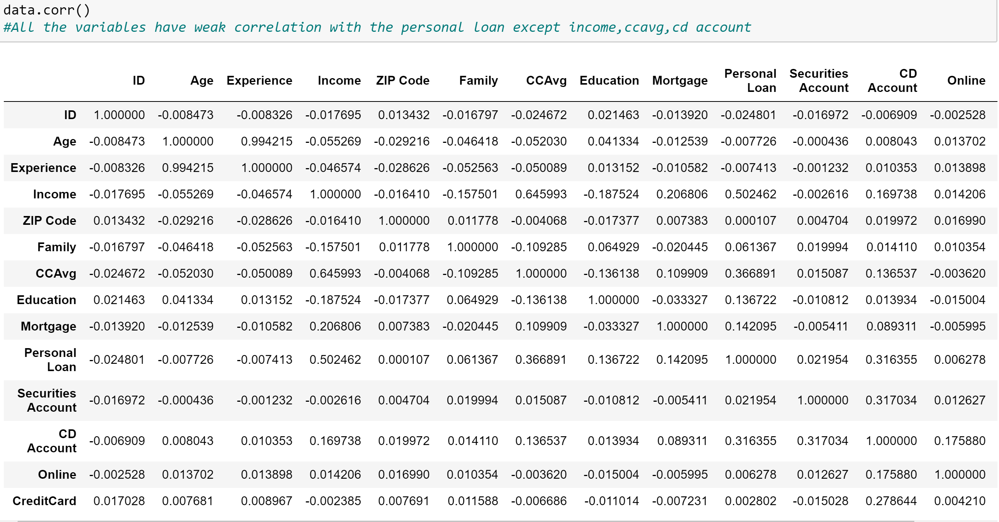 data.corr()
#All the variables have weak correlation with the personal loan except income,ccavg,cd account
ID Age Experience Income ZIP Code Family CCAvg Education Mortgage Personal Loan Securities Account CD Account Online
ID 1.000000 -0.008473 -0.008326 -0.017695 0.013432 -0.016797 -0.024672 0.021463 -0.013920 -0.024801 -0.016972 -0.006909 -0.002528
Age -0.008473 1.000000 0.994215 -0.055269 -0.029216 -0.046418 -0.052030 0.041334 -0.012539 -0.007726 -0.000436 0.008043 0.013702
Experience -0.008326 0.994215 1.000000 -0.046574 -0.028626 -0.052563 -0.050089 0.013152 -0.010582 -0.007413 -0.001232 0.010353 0.013898
Income -0.017695 -0.055269 -0.046574 1.000000 -0.016410 -0.157501 0.645993 -0.187524 0.206806 0.502462 -0.002616 0.169738 0.014206
ZIP Code 0.013432 -0.029216 -0.028626 -0.016410 1.000000 0.011778 -0.004068 -0.017377 0.007383 0.000107 0.004704 0.019972 0.016990
Family -0.016797 -0.046418 -0.052563 -0.157501 0.011778 1.000000 -0.109285 0.064929 -0.020445 0.061367 0.019994 0.014110 0.010354
CCAvg -0.024672 -0.052030 -0.050089 0.645993 -0.004068 -0.109285 1.000000 -0.136138 0.109909 0.366891 0.015087 0.136537 -0.003620
Education 0.021463 0.041334 0.013152 -0.187524 -0.017377 0.064929 -0.136138 1.000000 -0.033327 0.136722 -0.010812 0.013934 -0.015004
Mortgage -0.013920 -0.012539 -0.010582 0.206806 0.007383 -0.020445 0.109909 -0.033327 1.000000 0.142095 -0.005411 0.089311 -0.005995
Personal Loan -0.024801 -0.007726 -0.007413 0.502462 0.000107 0.061367 0.366891 0.136722 0.142095 1.000000 0.021954 0.316355 0.006278
Securities Account -0.016972 -0.000436 -0.001232 -0.002616 0.004704 0.019994 0.015087 -0.010812 -0.005411 0.021954 1.000000 0.317034 0.012627
CD Account -0.006909 0.008043 0.010353 0.169738 0.019972 0.014110 0.136537 0.013934 0.089311 0.316355 0.317034 1.000000 0.175880
Online -0.002528 0.013702 0.013898 0.014206 0.016990 0.010354 -0.003620 -0.015004 -0.005995 0.006278 0.012627 0.175880 1.000000
CreditCard 0.017028 0.007681 0.008967 -0.002385 0.007691 0.011588 -0.006686 -0.011014 -0.007231 0.002802 -0.015028 0.278644 0.004210